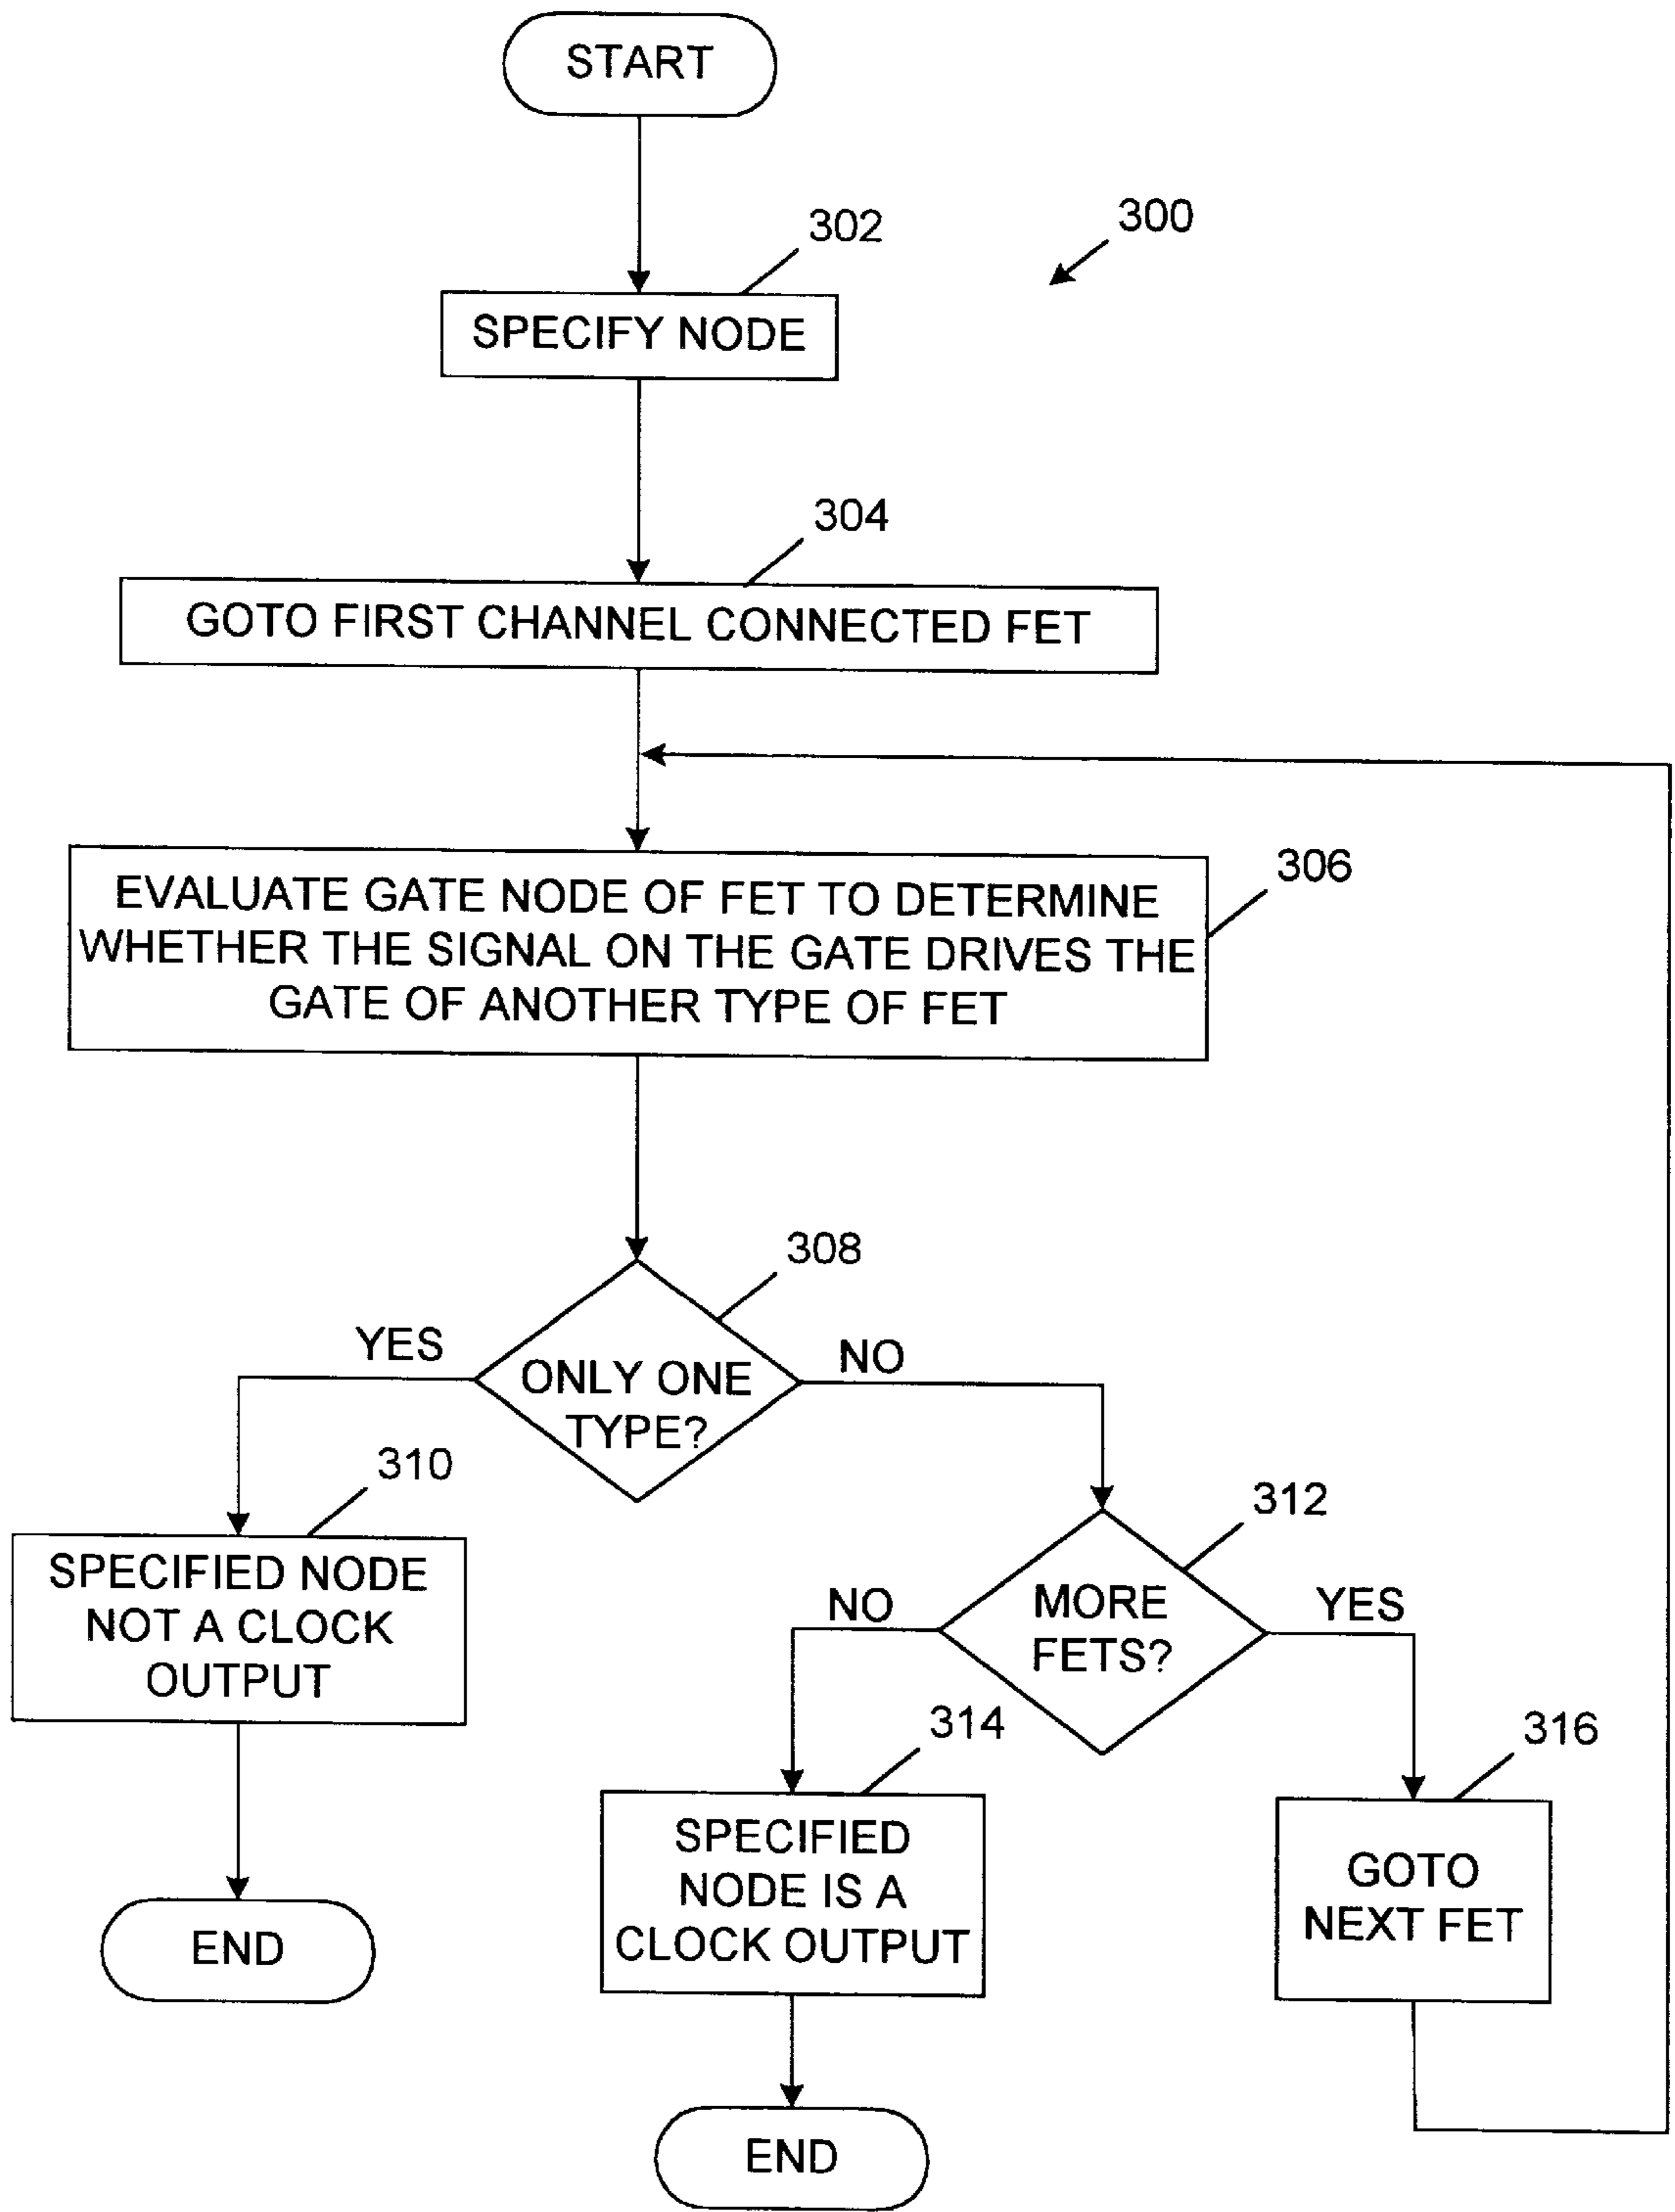 START
302
300
SPECIFY NODE
304
GOTO FIRST CHANNEL CONNECTED FET
306
EVALUATE GATE NODE OF FET TO DETERMINE
WHETHER THE SIGNAL ON THE GATE DRIVES THE
GATE OF ANOTHER TYPE OF FET
308
YES
NO
ONLY ONE
TYPE?
310
312
SPECIFIED NODE
NOT A CLOCK
OUTPUT
NO
YES
MORE
FETS?
314
316
SPECIFIED
NODE IS A
CLOCK OUTPUT
GOTO
NEXT FET
END
END